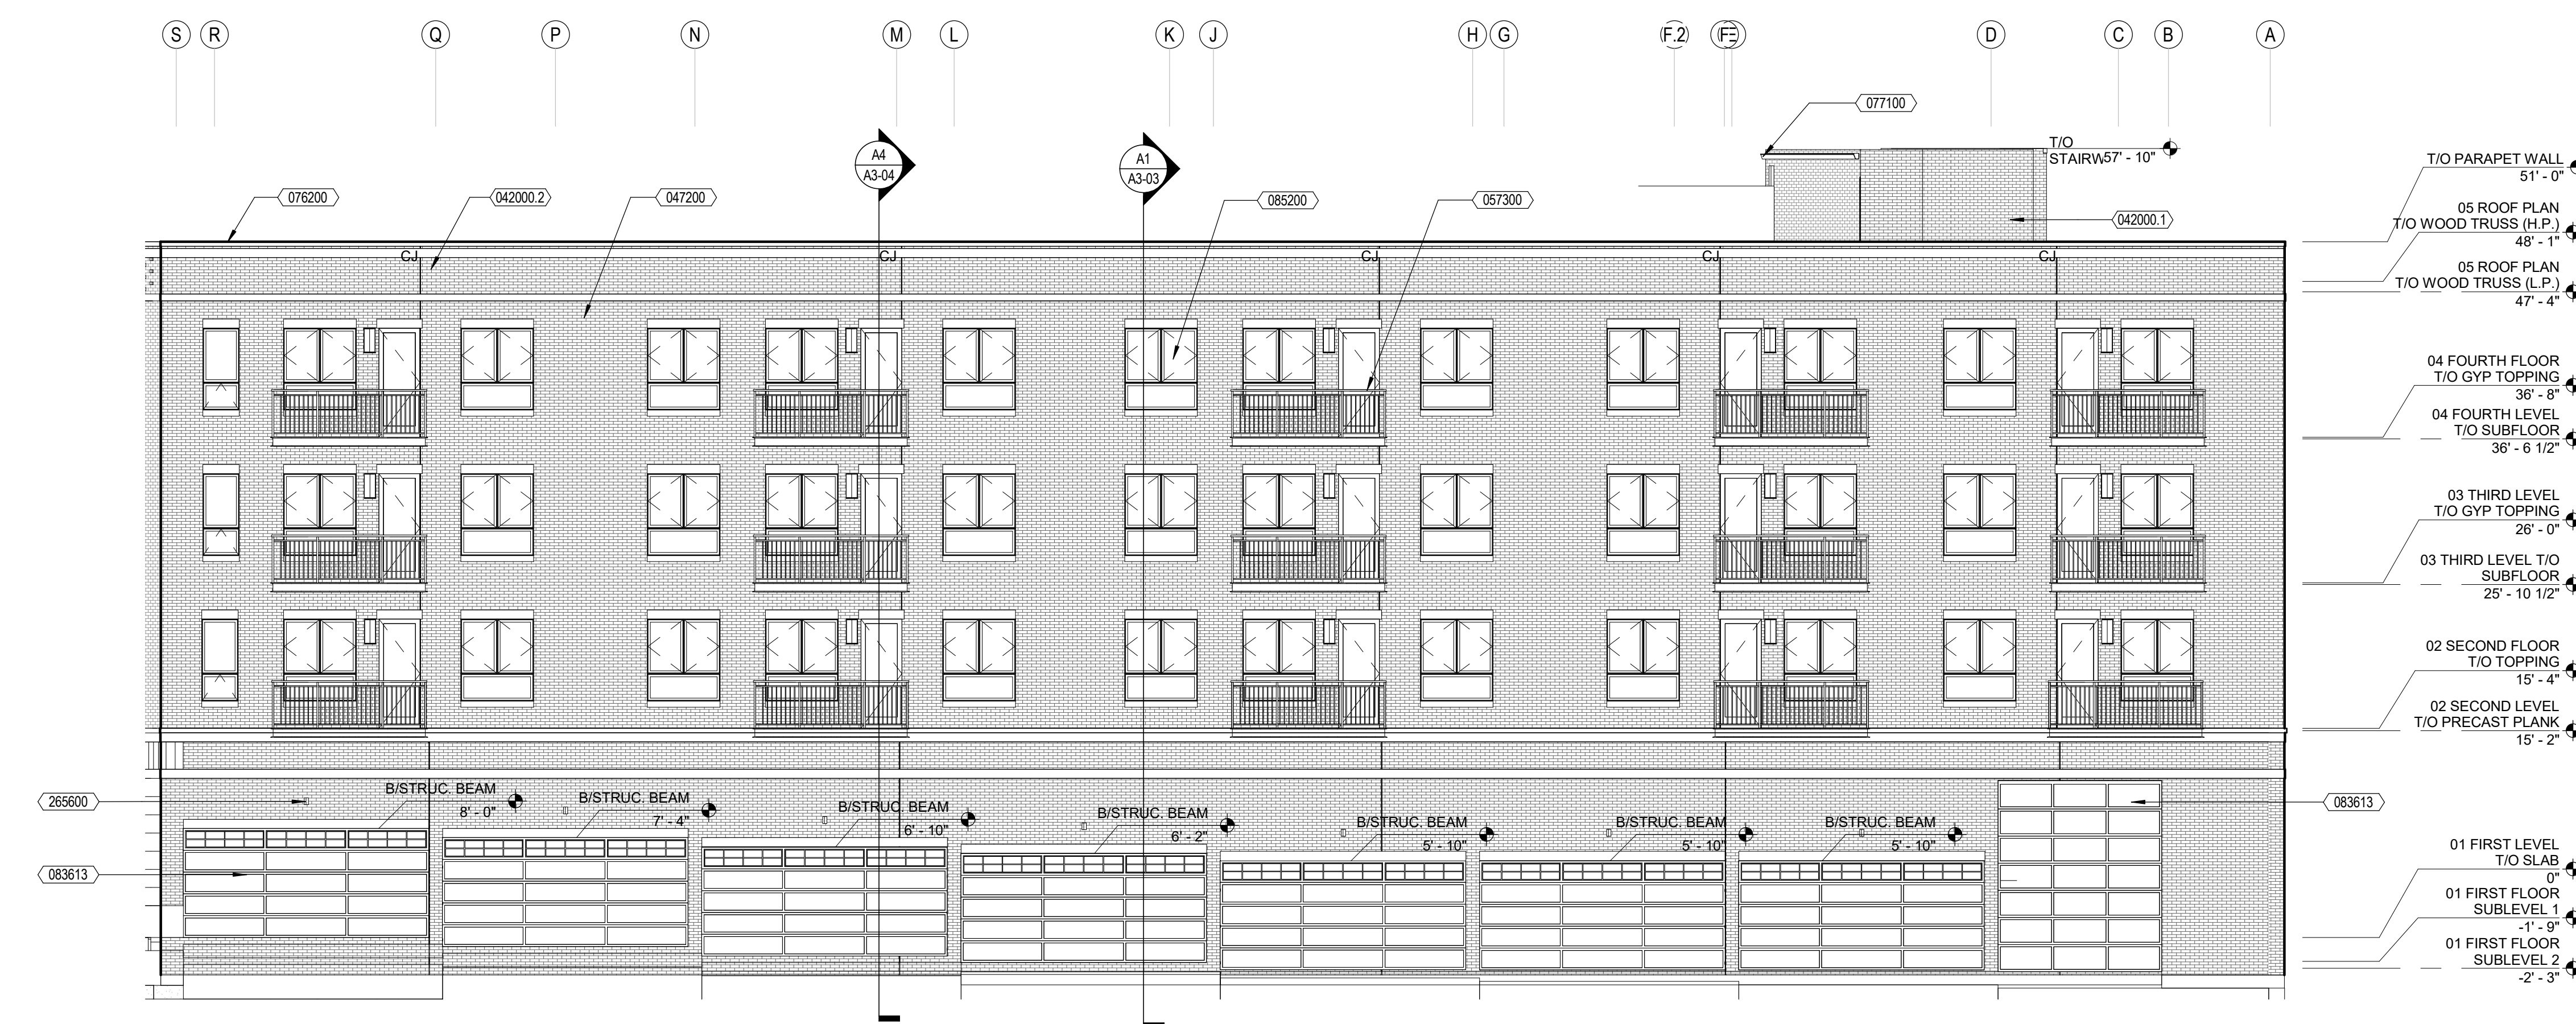 S R Q P N M L K J H G F.2 F E D C B A
077100
A4
A3-04
A1
A3-03
T/O
STAIRW 57' - 10"
076200
042000.2
047200
085200
057300
042000.1
CJ CJ CJ CJ CJ
T/O PARAPET WALL
51' - 0"
05 ROOF PLAN
T/O WOOD TRUSS (H.P.)
48' - 1"
05 ROOF PLAN
T/O WOOD TRUSS (L.P.)
47' - 4"
04 FOURTH FLOOR
T/O GYP TOPPING
36' - 8"
04 FOURTH LEVEL
T/O SUBFLOOR
36' - 6 1/2"
03 THIRD LEVEL
T/O GYP TOPPING
26' - 0"
03 THIRD LEVEL T/O
SUBFLOOR
25' - 10 1/2"
02 SECOND FLOOR
T/O TOPPING
15' - 4"
02 SECOND LEVEL
T/O PRECAST PLANK
15' - 2"
265600
083613
B/STRUC. BEAM
8' - 0"
B/STRUC. BEAM
7' - 4"
B/STRUC. BEAM
6' - 10"
B/STRUC. BEAM
6' - 2"
B/STRUC. BEAM
5' - 10"
B/STRUC. BEAM
5' - 10"
B/STRUC. BEAM
5' - 10"
083613
01 FIRST LEVEL
T/O SLAB
0"
01 FIRST FLOOR
SUBLEVEL 1
-1' - 9"
01 FIRST FLOOR
SUBLEVEL 2
-2' - 3"